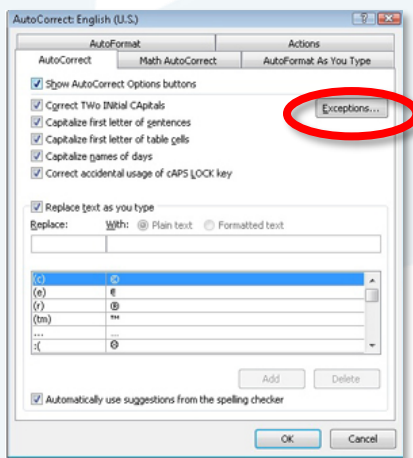 AutoCorrect: English (U.S.)
AutoFormat Actions
AutoCorrect Math AutoCorrect AutoFormat As You Type
Show AutoCorrect Options buttons
Correct TWo INitial CApitals Exceptions...
Capitalize first letter of sentences
Capitalize first letter of table cells
Capitalize names of days
Correct accidental usage of cAPS LOCK key
Replace text as you type
Replace: With: Plain text Formatted text
(c) ©
(e) €
(r) ®
(tm) ™
... …
:( ☹
Add Delete
Automatically use suggestions from the spelling checker
OK Cancel